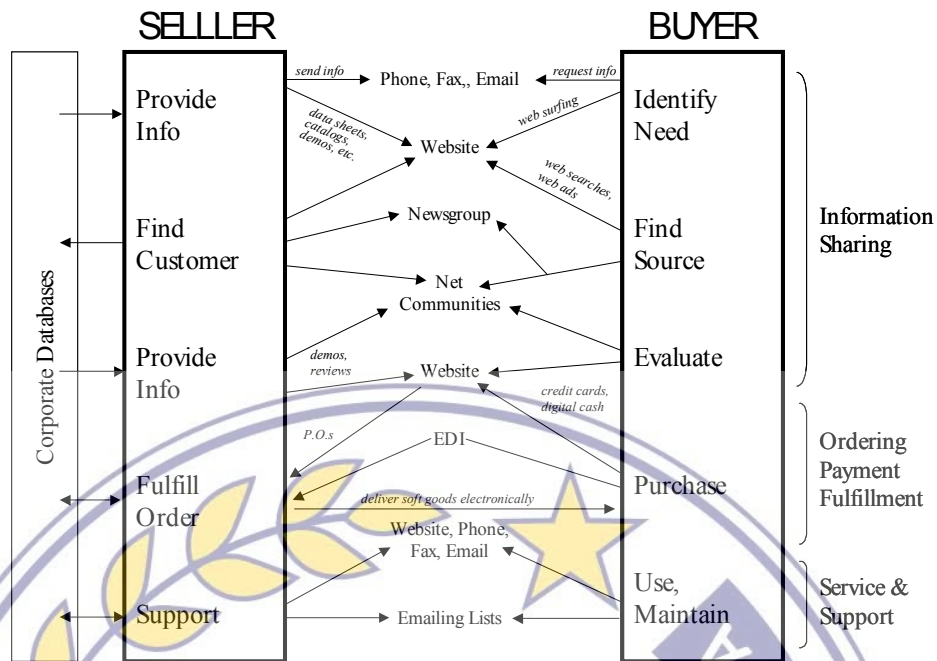 SELLLER
BUYER
Corporate Databases
Provide
Info
Find
Customer
Provide
Info
Fulfill
Order
Support
send info
Phone, Fax,, Email
request info
data sheets,
catalogs,
demos, etc.
Website
web surfing
web searches,
web ads
Newsgroup
Net
Communities
demos,
reviews
Website
credit cards,
digital cash
P.O.s
EDI
deliver soft goods electronically
Website, Phone,
Fax, Email
Emailing Lists
Identify
Need
Find
Source
Evaluate
Purchase
Use,
Maintain
Information
Sharing
Ordering
Payment
Fulfillment
Service &
Support
A